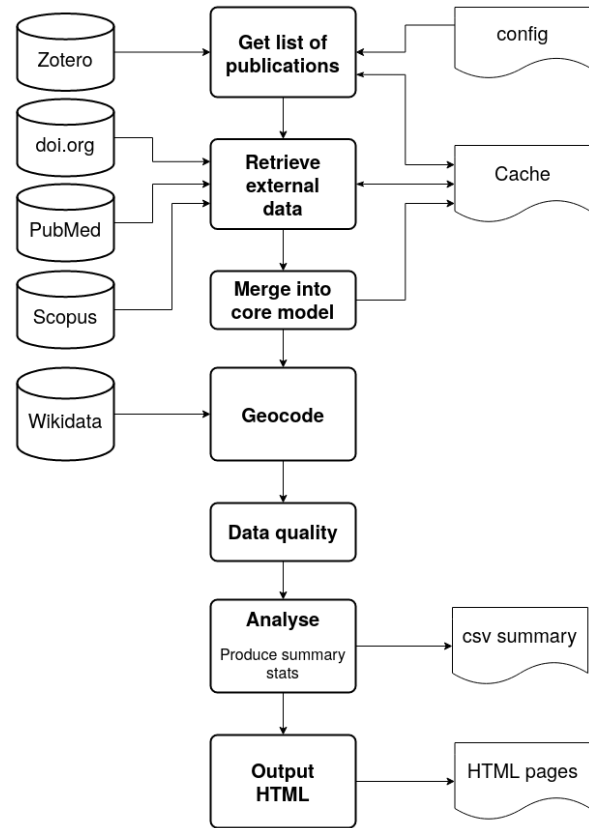 Zotero
Get list of
publications
config
doi.org
Retrieve
external
data
Cache
PubMed
Scopus
Merge into
core model
Wikidata
Geocode
Data quality
Analyse
Produce summary
stats
csv summary
Output
HTML
HTML pages